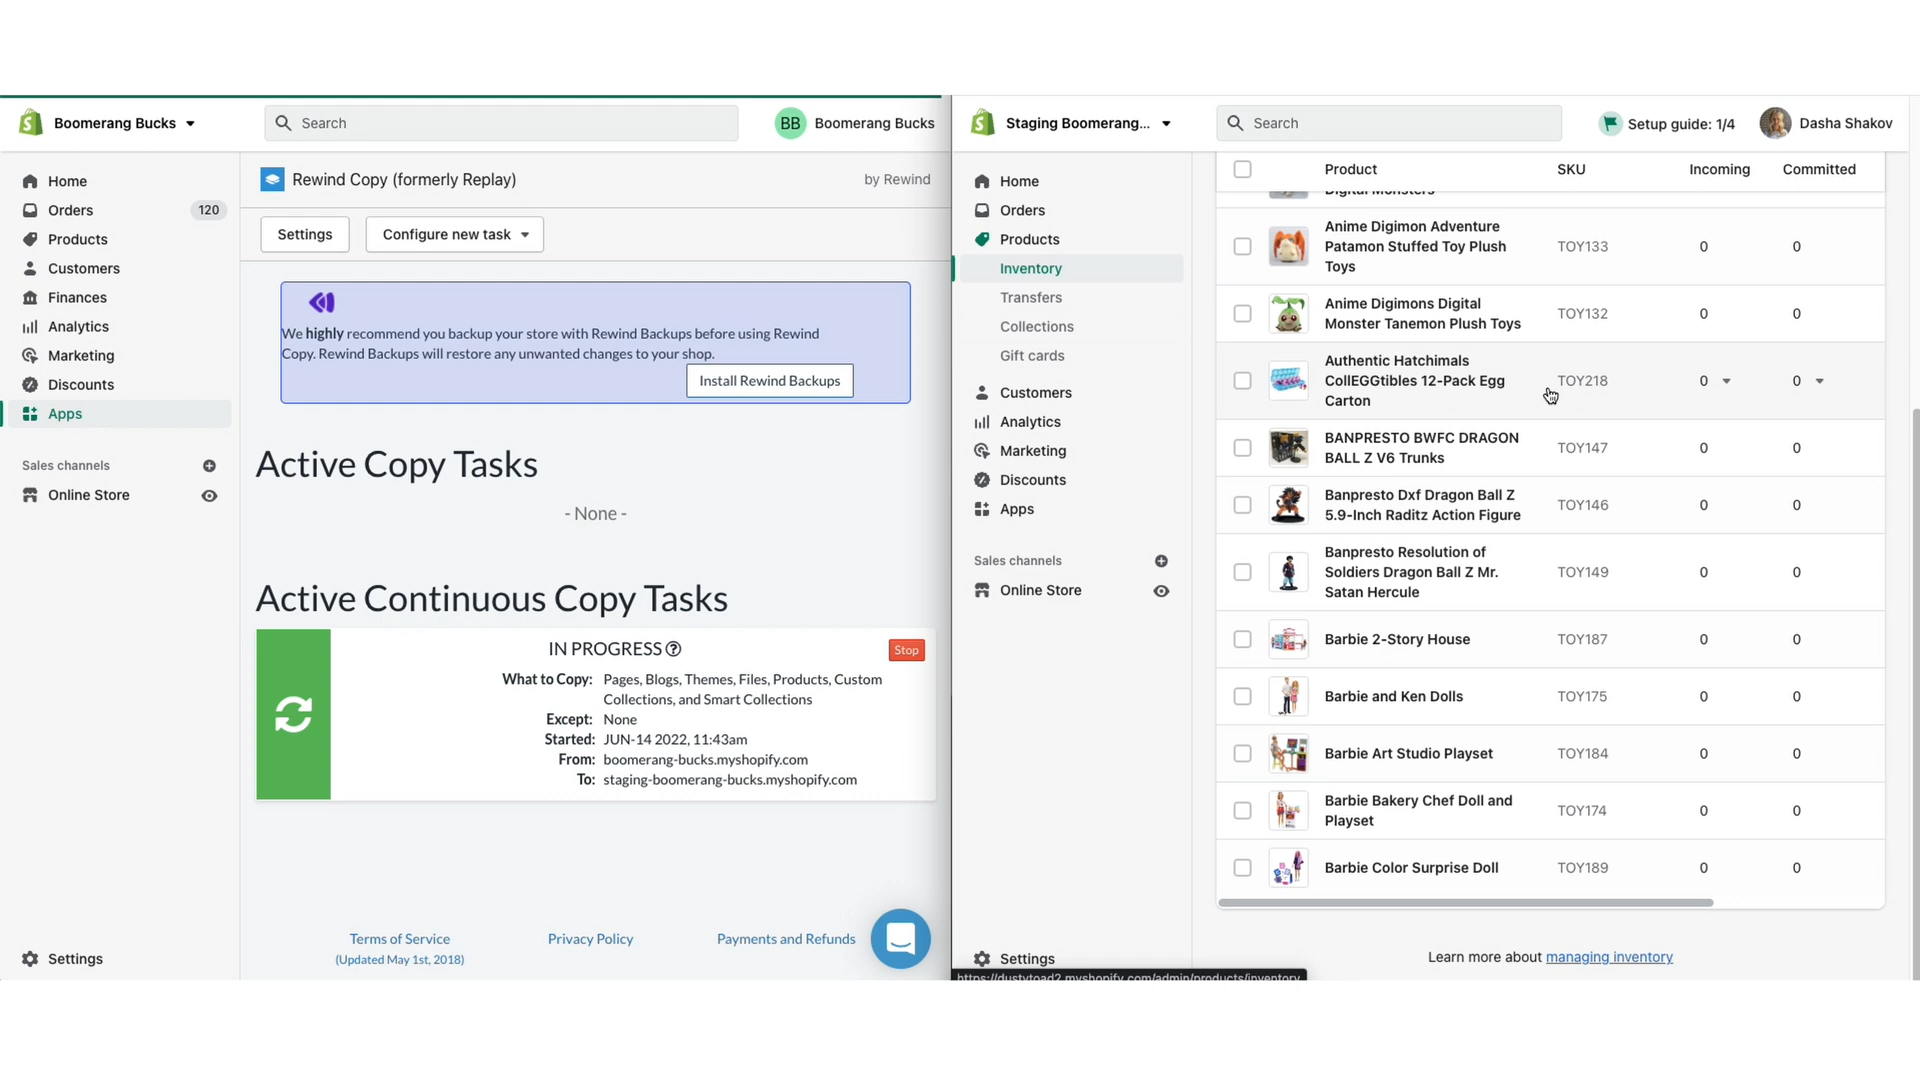 Boomerang Bucks
Search
BB
Boomerang Bucks
Home
Orders
120
Products
Customers
Finances
Analytics
Marketing
Discounts
Apps
Sales channels
Online Store
Settings
Rewind Copy (formerly Replay)
by Rewind
Settings
Configure new task
We highly recommend you backup your store with Rewind Backups before using Rewind
Copy. Rewind Backups will restore any unwanted changes to your shop.
Install Rewind Backups
Active Copy Tasks
- None -
Active Continuous Copy Tasks
IN PROGRESS ?
Stop
What to Copy: Pages, Blogs, Themes, Files, Products, Custom
Collections, and Smart Collections
Except: None
Started: JUN-14 2022, 11:43am
From: boomerang-bucks.myshopify.com
To: staging-boomerang-bucks.myshopify.com
Terms of Service
(Updated May 1st, 2018)
Privacy Policy
Payments and Refunds
Staging Boomerang...
Search
Setup guide: 1/4
Dasha Shakov
Home
Orders
Products
Inventory
Transfers
Collections
Gift cards
Customers
Analytics
Marketing
Discounts
Apps
Sales channels
Online Store
Settings
https://dustytoad2.myshopify.com/admin/products/inventory
Product SKU Incoming Committed
Digital Monsters
Anime Digimon Adventure
Patamon Stuffed Toy Plush TOY133 0 0
Toys
Anime Digimons Digital
Monster Tanemon Plush Toys
TOY132 0 0
Authentic Hatchimals
CollEGGtibles 12-Pack Egg TOY218 0 0
Carton
BANPRESTO BWFC DRAGON
BALL Z V6 Trunks
TOY147 0 0
Banpresto Dxf Dragon Ball Z
5.9-Inch Raditz Action Figure
TOY146 0 0
Banpresto Resolution of
Soldiers Dragon Ball Z Mr. TOY149 0 0
Satan Hercule
Barbie 2-Story House TOY187 0 0
Barbie and Ken Dolls TOY175 0 0
Barbie Art Studio Playset TOY184 0 0
Barbie Bakery Chef Doll and
Playset
TOY174 0 0
Barbie Color Surprise Doll TOY189 0 0
Learn more about managing inventory